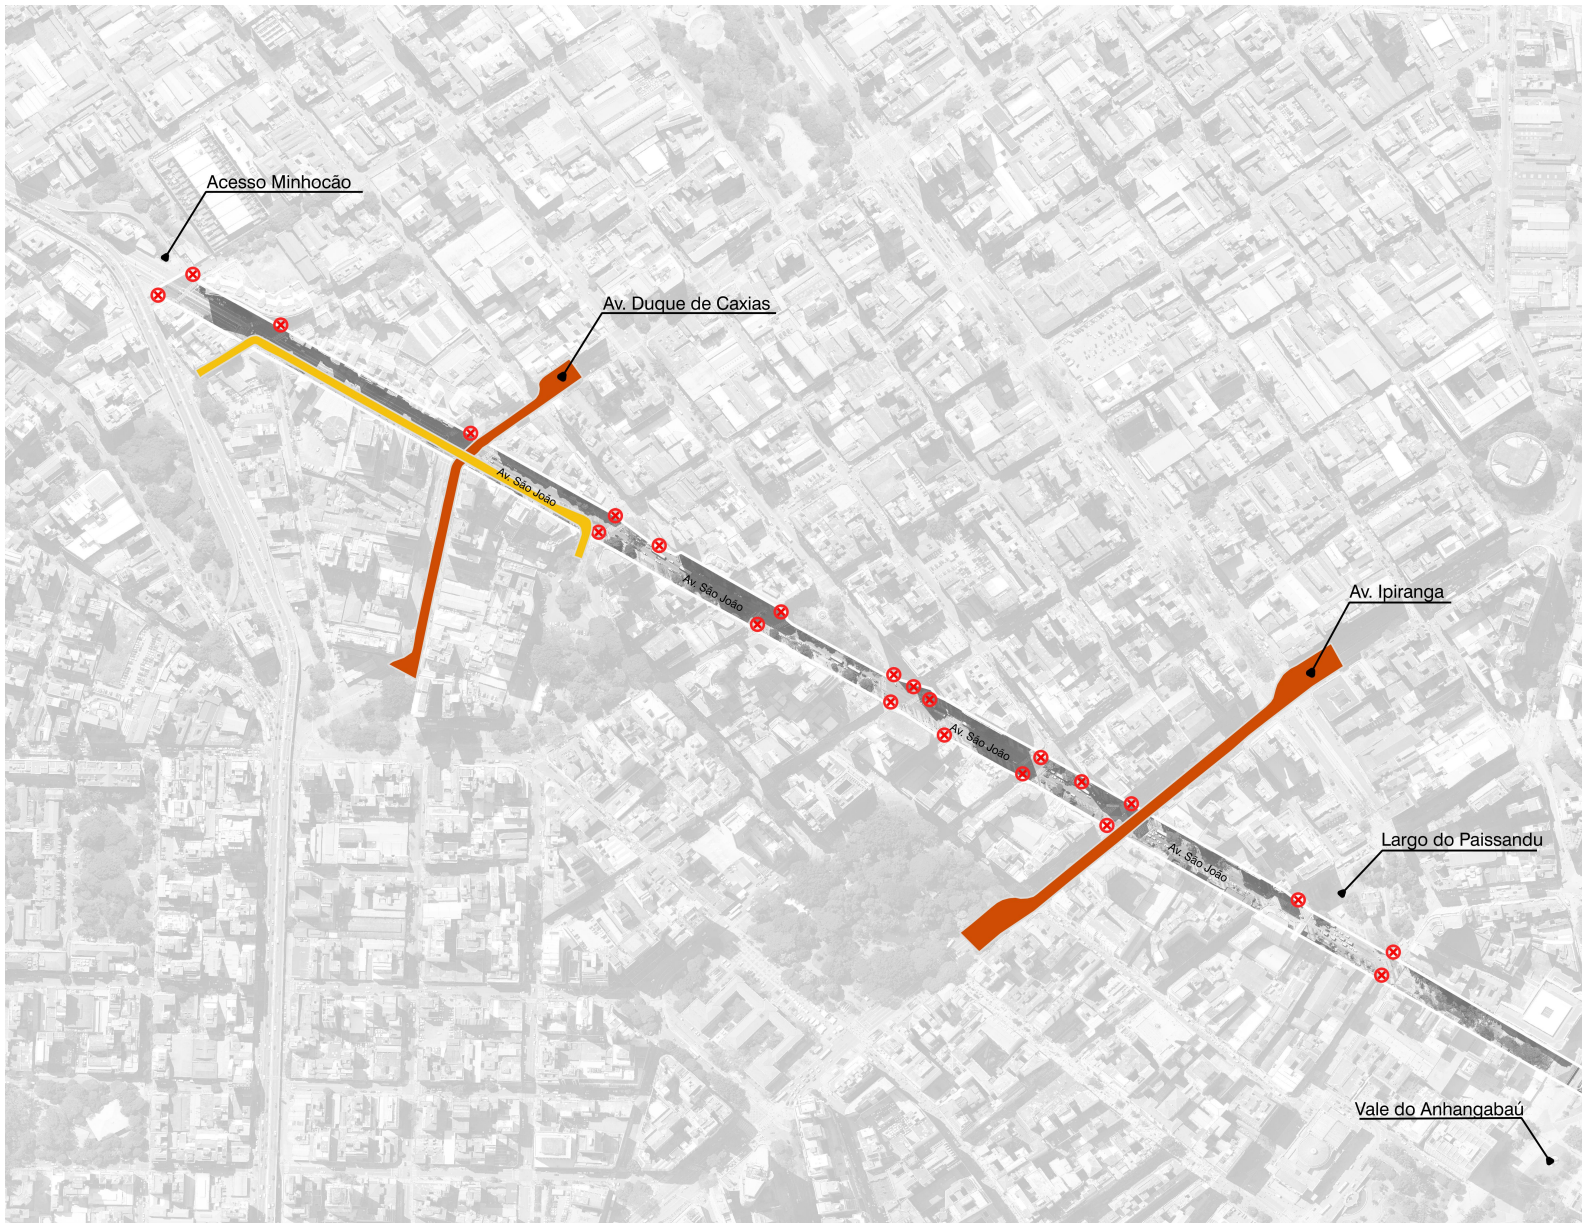 Acesso Minhocão
Av. Duque de Caxias
Av. São João
Av. São João
Av. Ipiranga
Av. São João
Largo do Paissandu
Av. São João
Vale do Anhangabaú